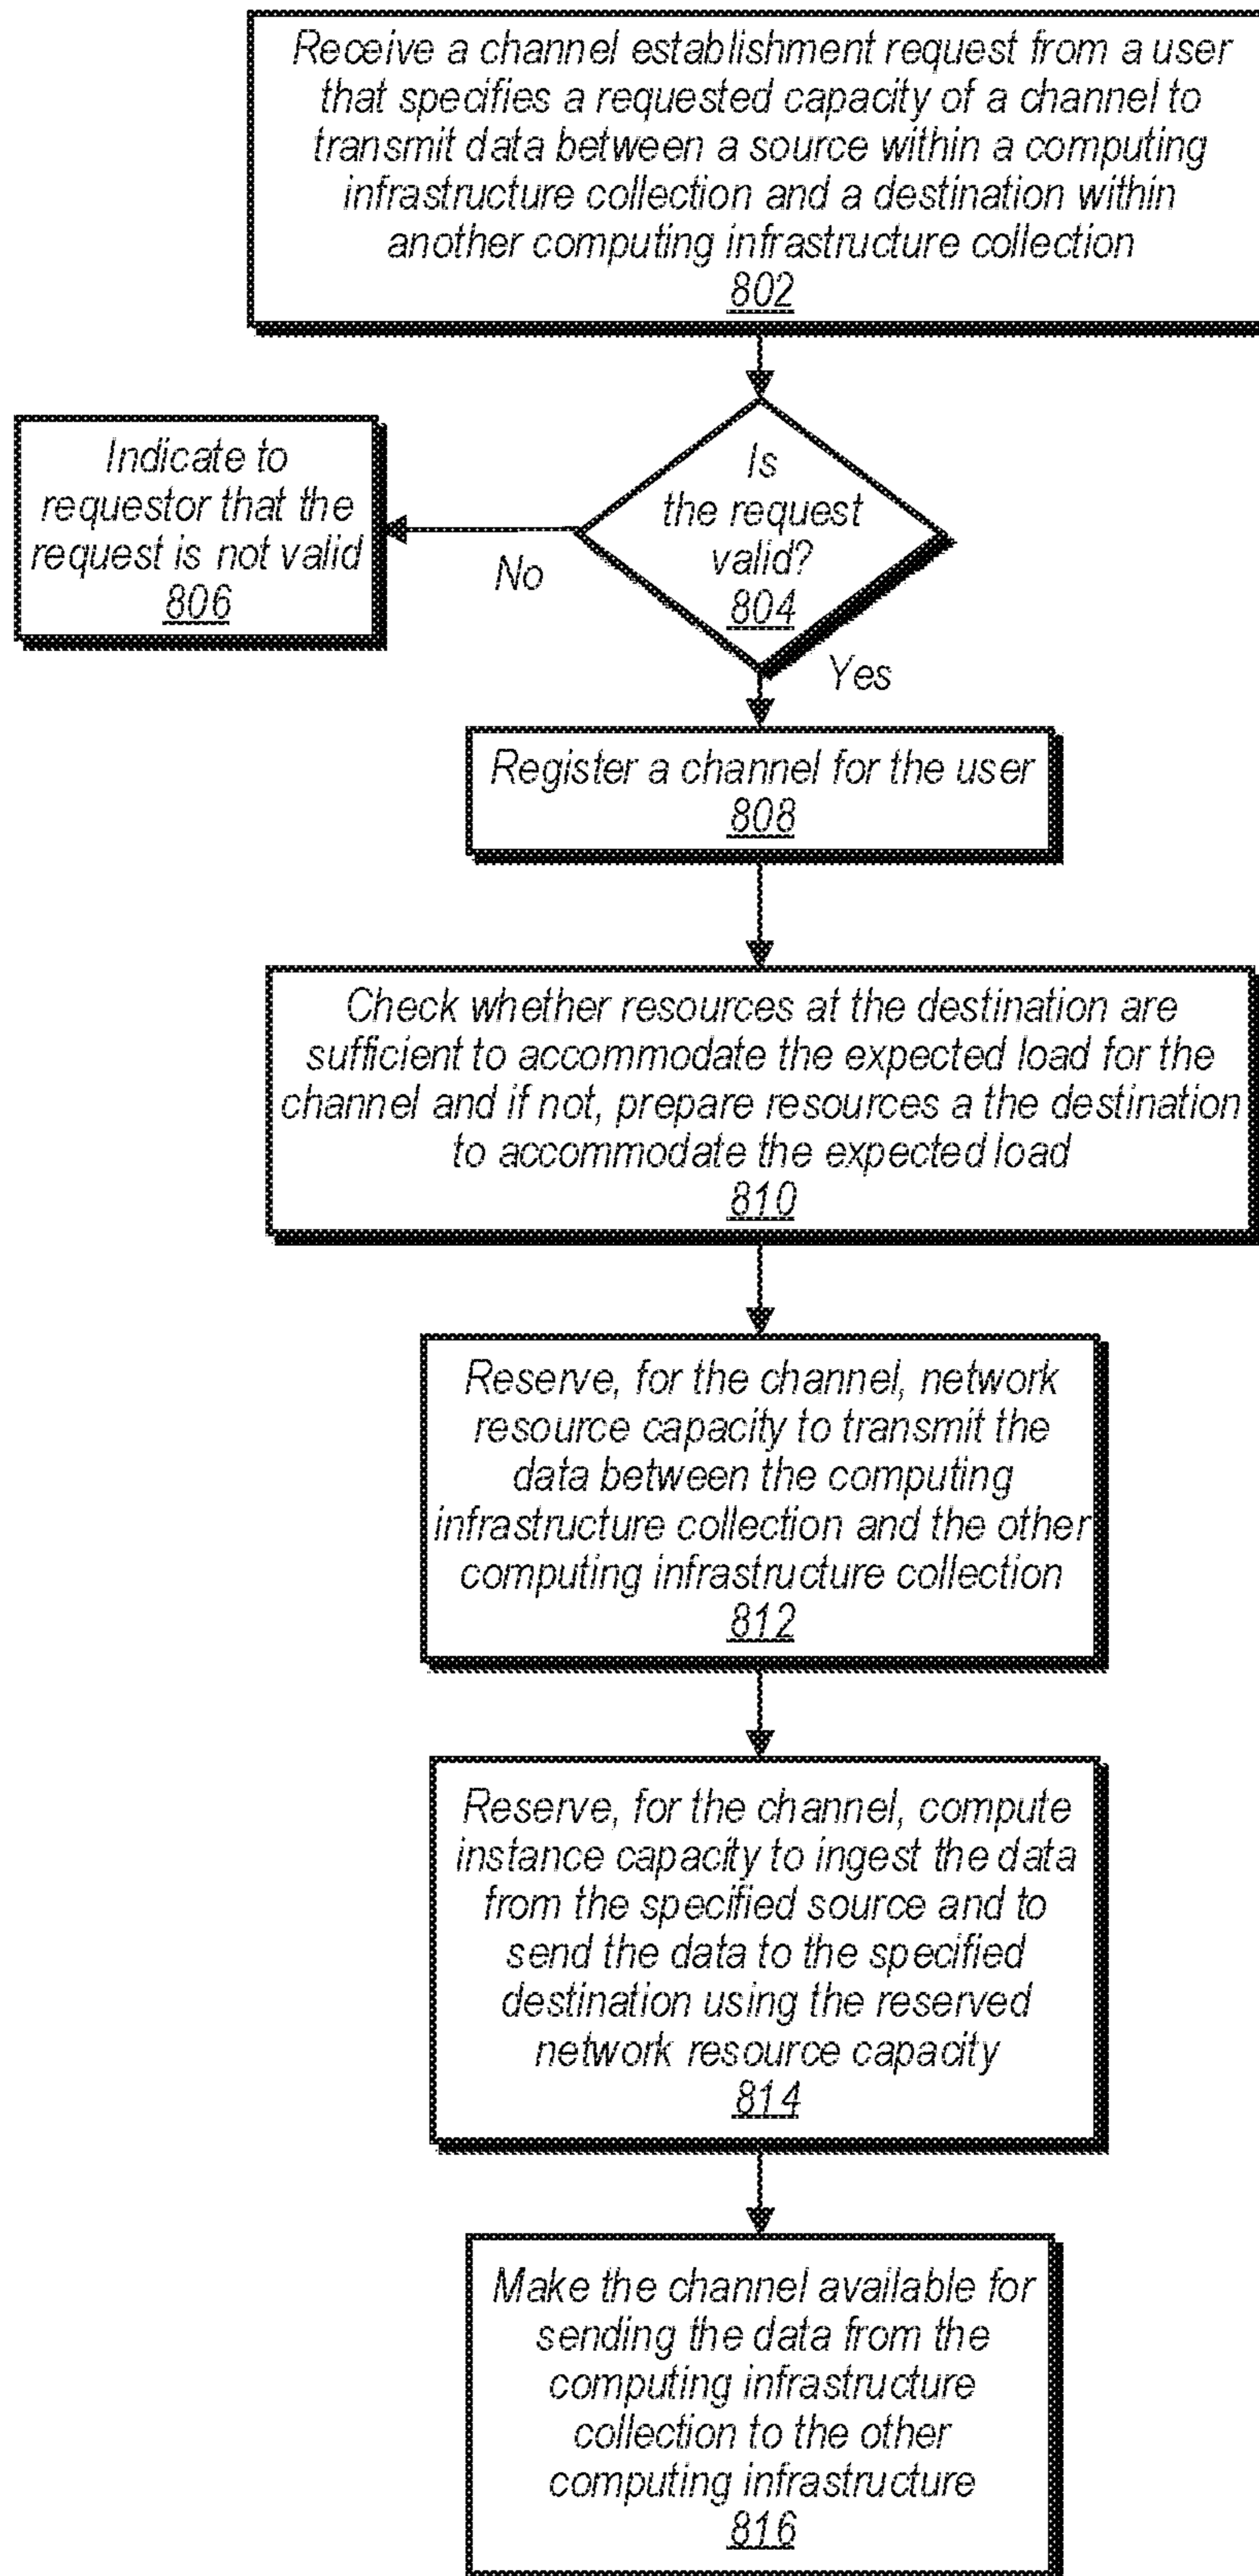 Receive a channel establishment request from a user
that specifies a requested capacity of a channel to
transmit data between a source within a computing
infrastructure collection and a destination within
another computing infrastructure collection
802
Is
the request
valid?
804
No
Indicate to
requestor that the
request is not valid
806
Yes
Register a channel for the user
808
Check whether resources at the destination are
sufficient to accommodate the expected load for the
channel and if not, prepare resources a the destination
to accommodate the expected load
810
Reserve, for the channel, network
resource capacity to transmit the
data between the computing
infrastructure collection and the other
computing infrastructure collection
812
Reserve, for the channel, compute
instance capacity to ingest the data
from the specified source and to
send the data to the specified
destination using the reserved
network resource capacity
814
Make the channel available for
sending the data from the
computing infrastructure
collection to the other
computing infrastructure
816